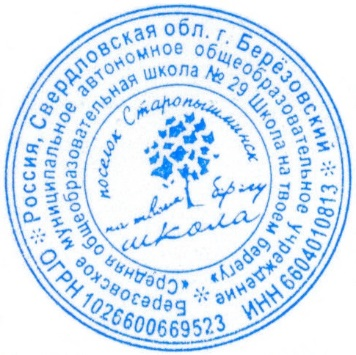 * Россия, Свердловская обл. г. Берёзовский *
ОГРН 1026600669523 ИНН 6604010813
* Березовское муниципальное автономное общеобразовательное учреждение
«Средняя общеобразовательная школа № 29 Школа на твоем берегу»
поселок Старопышминск
на твоем берегу
школа